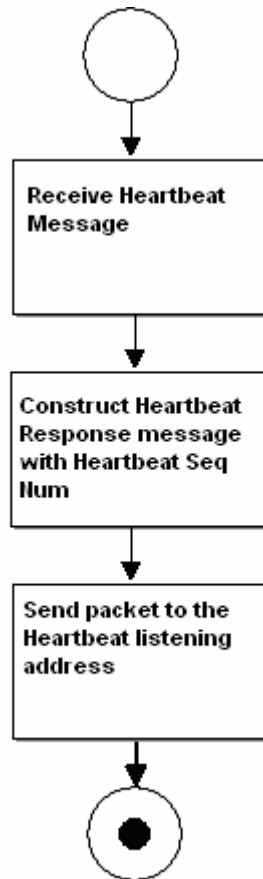 Receive Heartbeat
Message
Construct Heartbeat
Response message
with Heartbeat Seq
Num
Send packet to the
Heartbeat listening
address